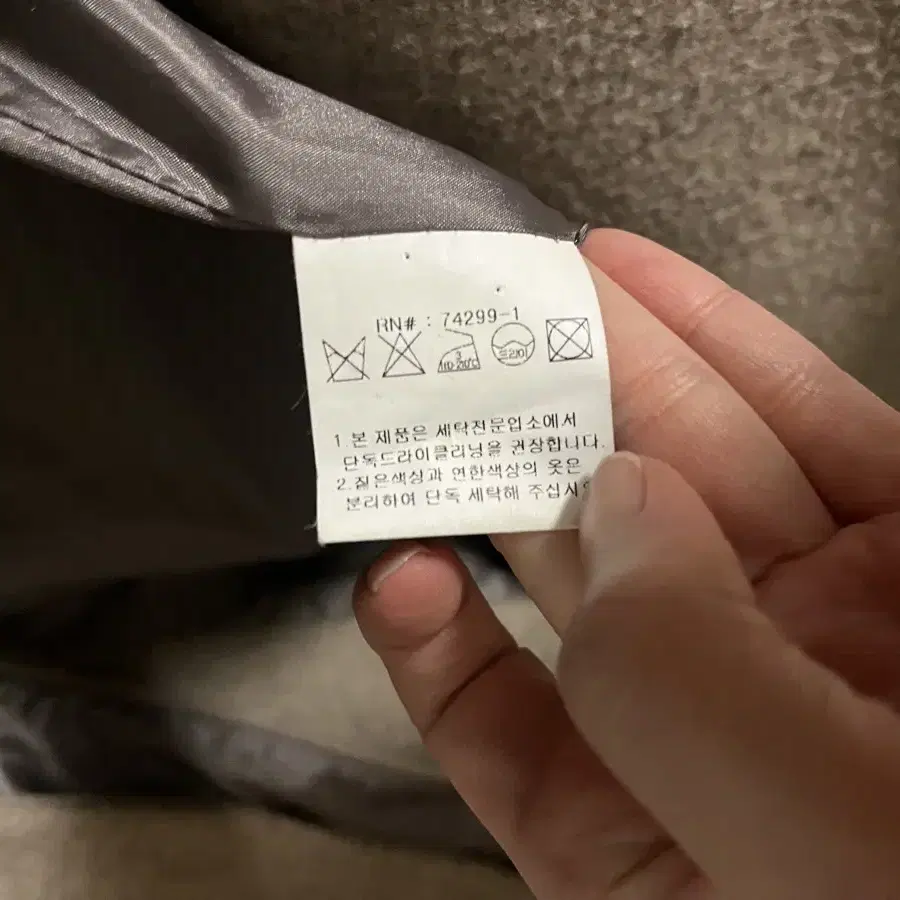 RN# : 74299-1
1.본 제품은 세탁전문업소에서
단독드라이클리닝을 권장합니다.
2.짙은색상과 연한색상의 옷은
분리하여 단독 세탁해 주십시